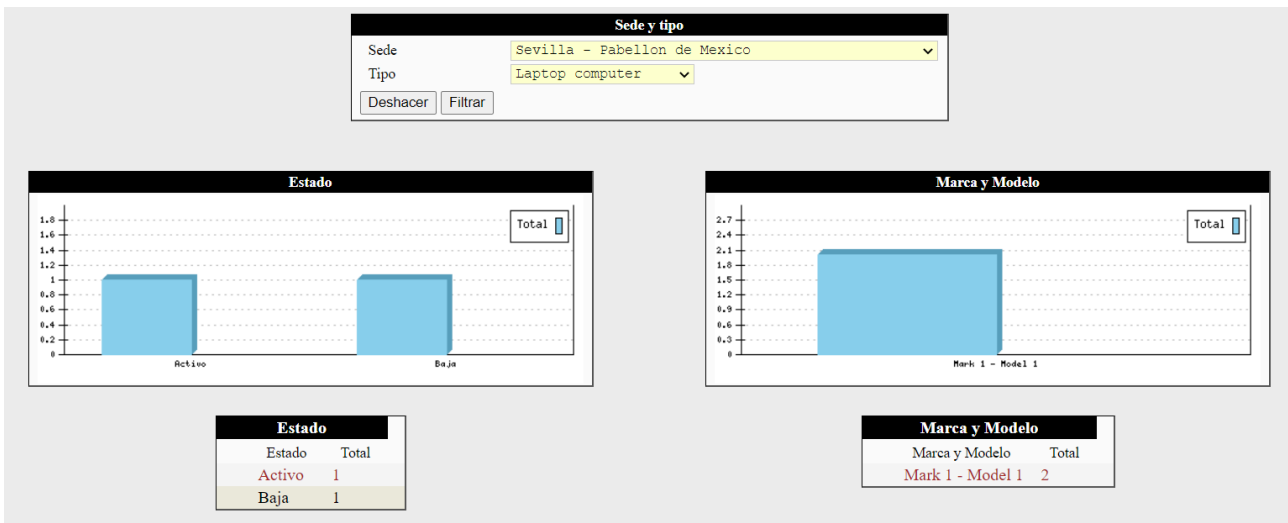 Sede y tipo
Sede Sevilla - Pabellon de Mexico
Tipo Laptop computer
Deshacer Filtrar
Estado
1.8
1.6
1.4
1.2
1
0.8
0.6
0.4
0.2
0
Total
Activo Baja
Marca y Modelo
2.7
2.4
2.1
1.8
1.5
1.2
0.9
0.6
0.3
0
Total
Mark 1 - Model 1
Estado
Estado Total
Activo 1
Baja 1
Marca y Modelo
Marca y Modelo Total
Mark 1 - Model 1 2